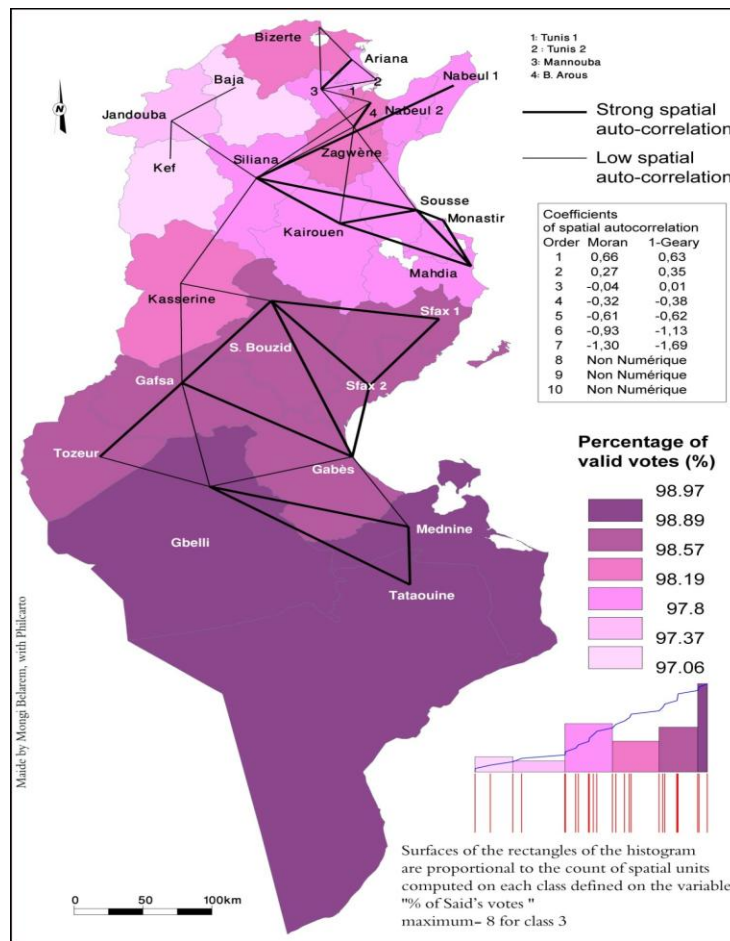 Bizerte
Ariana
Baja
2
3
1
Nabeul 1
4
Nabeul 2
Jandouba
Zagwène
Kef
Siliana
Sousse
Monastir
Kairouen
Mahdia
Kasserine
Sfax 1
S. Bouzid
Gafsa
Sfax 2
Tozeur
Gabès
Mednine
Gbelli
Tataouine
N
1: Tunis 1
2 : Tunis 2
3: Mannouba
4: B. Arous
Strong spatial
auto-correlation
Low spatial
auto-correlation
Coefficients
of spatial autocorrelation
Order Moran 1-Geary
1 0,66 0,63
2 0,27 0,35
3 -0,04 0,01
4 -0,32 -0,38
5 -0,61 -0,62
6 -0,93 -1,13
7 -1,30 -1,69
8 Non Numérique
9 Non Numérique
10 Non Numérique
Percentage of
valid votes (%)
98.97
98.89
98.57
98.19
97.8
97.37
97.06
Surfaces of the rectangles of the histogram
are proportional to the count of spatial units
computed on each class defined on the variable
"% of Said's votes "
maximum= 8 for class 3
0 50 100km
Maide by Mongi Belarem, with Philcarto